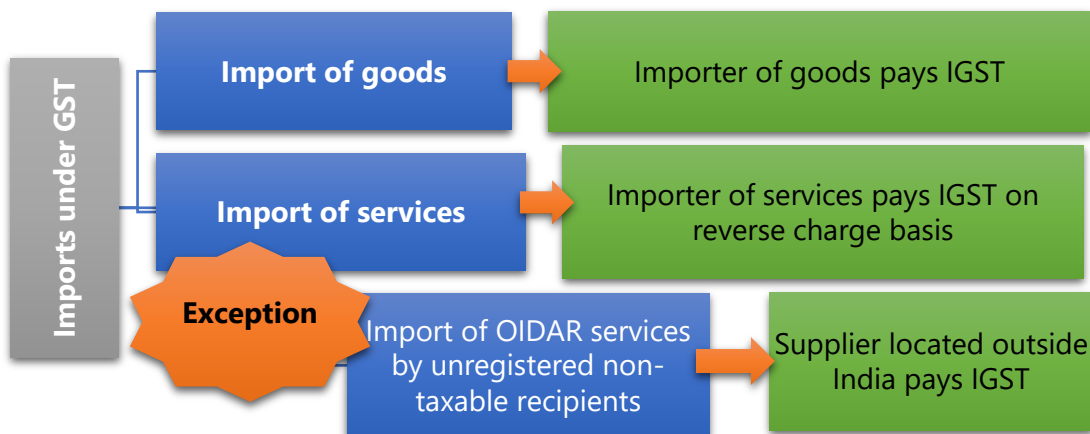 Imports under GST
Import of goods
Importer of goods pays IGST
Import of services
Importer of services pays IGST on
reverse charge basis
Exception
Import of OIDAR services
by unregistered non-
taxable recipients
Supplier located outside
India pays IGST